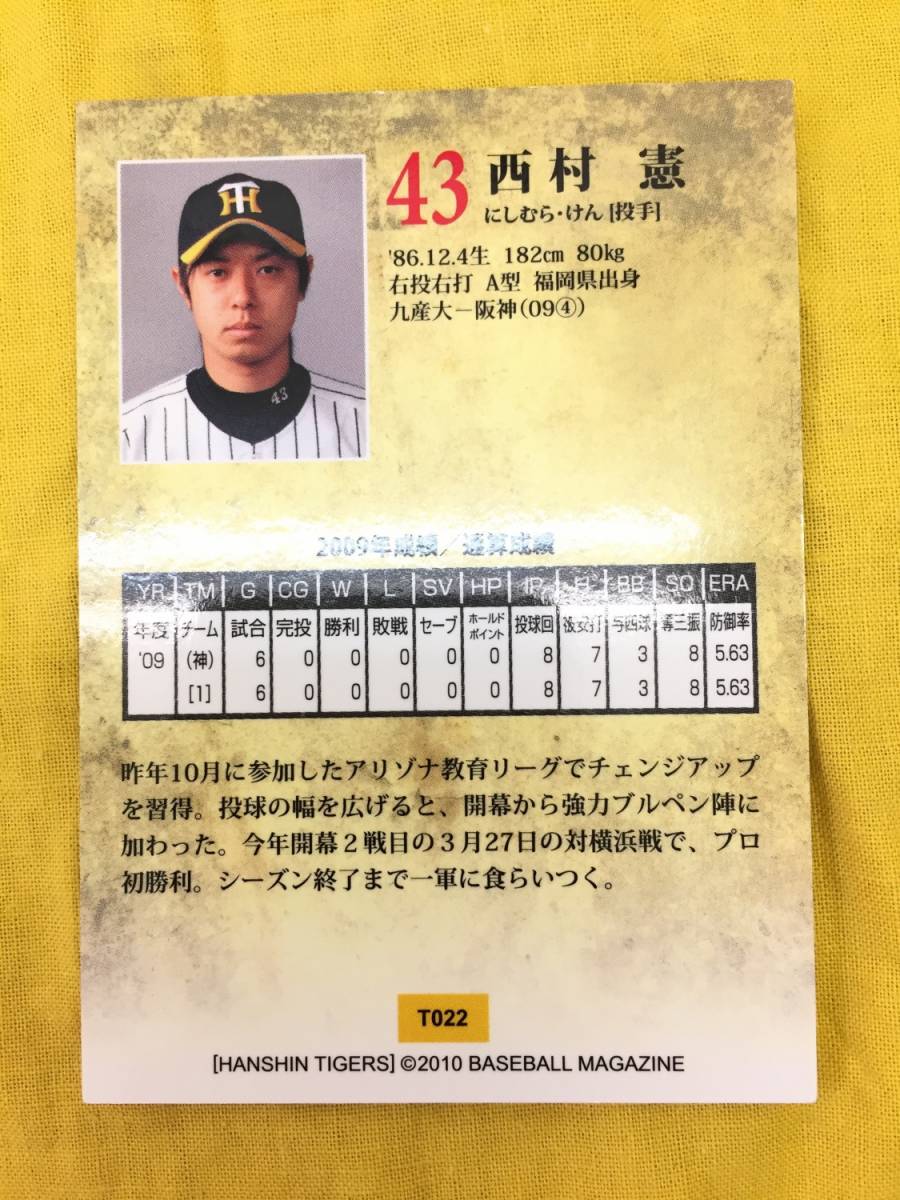 43 西村 憲
にしむら・けん [投手]
'86.12.4生 182cm 80kg
右投右打 A型 福岡県出身
九産大－阪神(09④)
43
2009年成績／通算成績
YR TM G CG W L SV HP IP H BB SO ERA
年度 チーム 試合 完投 勝利 敗戦 セーブ ホールドポイント 投球回 被安打 与四球 奪三振 防御率
'09 (神) 6 0 0 0 0 0 8 7 3 8 5.63
[1] 6 0 0 0 0 0 8 7 3 8 5.63
昨年10月に参加したアリゾナ教育リーグでチェンジアップ
を習得。投球の幅を広げると、開幕から強力ブルペン陣に
加わった。今年開幕２戦目の３月27日の対横浜戦で、プロ
初勝利。シーズン終了まで一軍に食らいつく。
T022
[HANSHIN TIGERS] ©2010 BASEBALL MAGAZINE